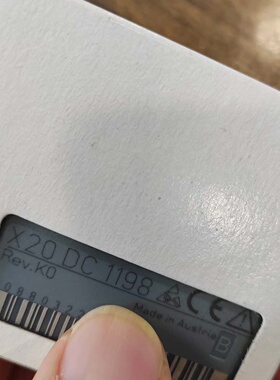 X20 DC 1198
Rev.K0
Made in Austria
B